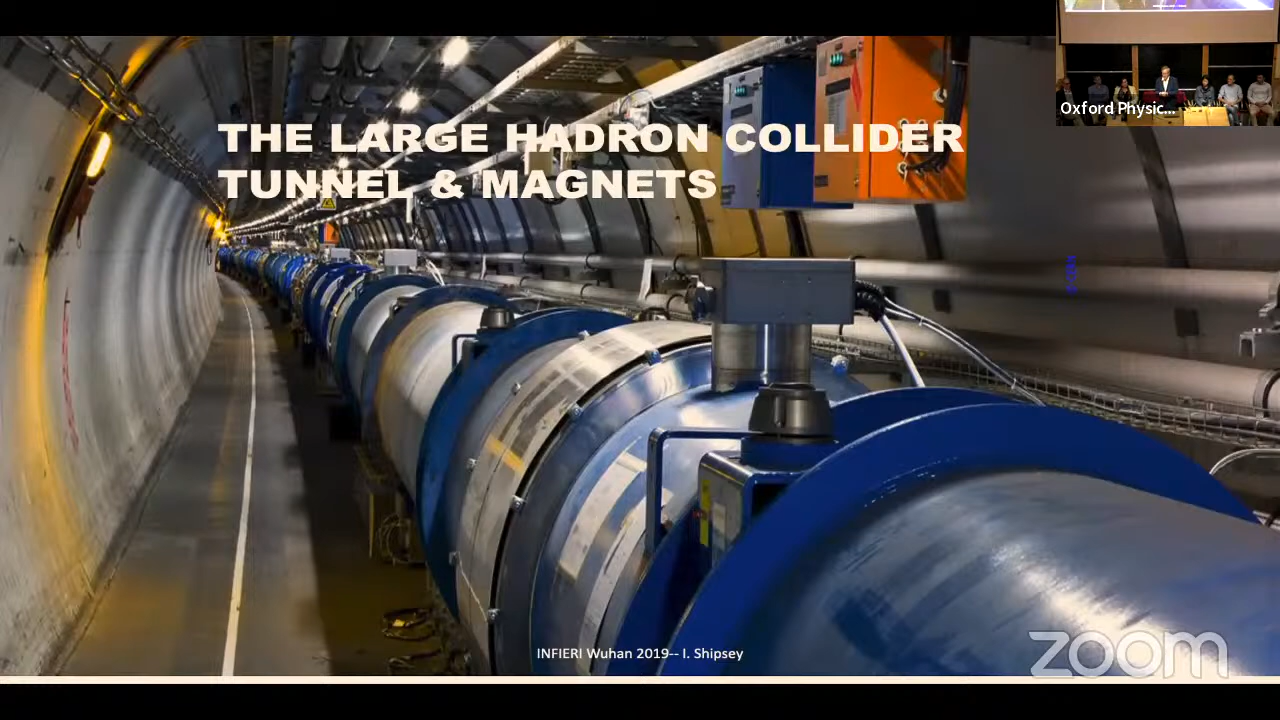 THE LARGE HADRON COLLIDER
TUNNEL & MAGNETS
Oxford Physic...
INFIERI Wuhan 2019-- I. Shipsey
zoom